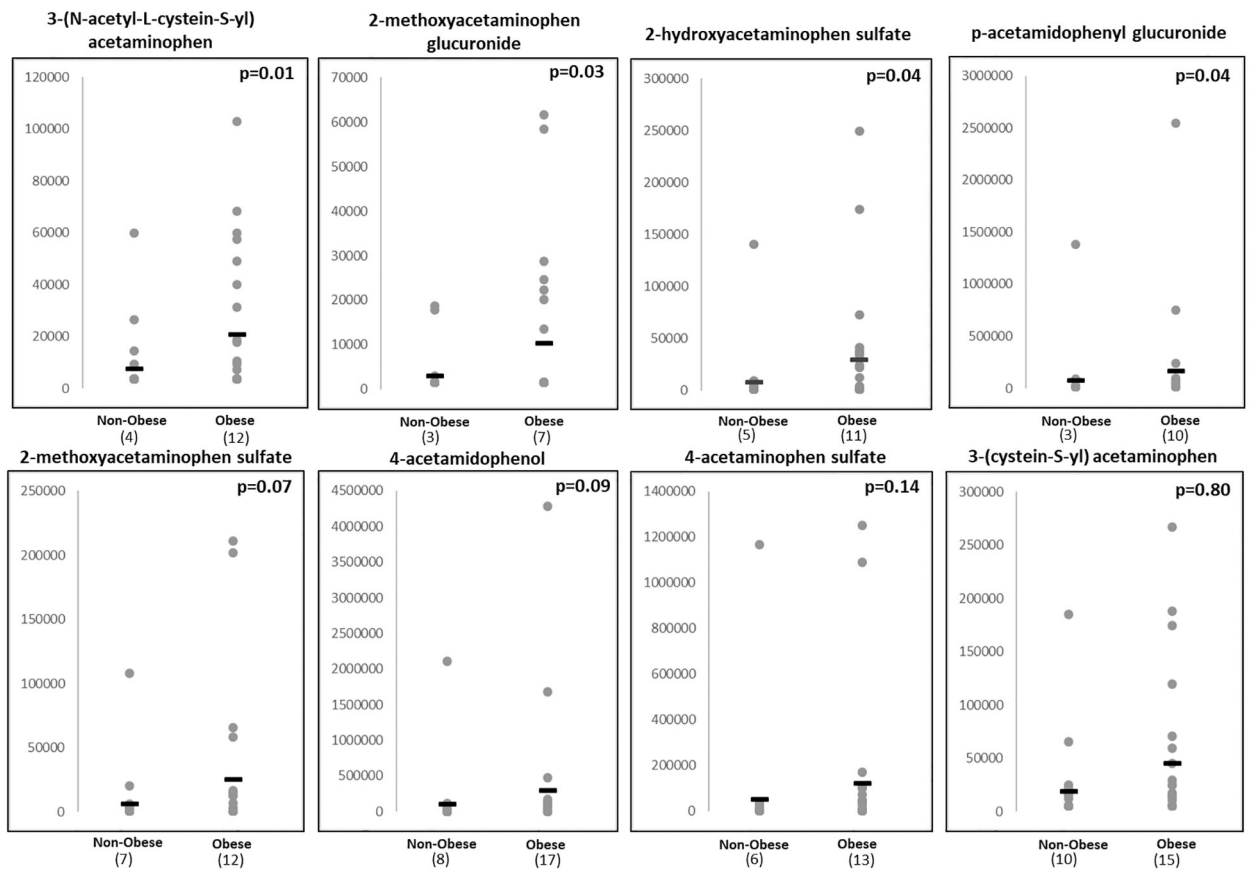 3-(N-acetyl-L-cystein-S-yl)
acetaminophen
p=0.01
120000
100000
80000
60000
40000
20000
0
Non-Obese
(4)
Obese
(12)
2-methoxyacetaminophen
glucuronide
p=0.03
70000
60000
50000
40000
30000
20000
10000
0
Non-Obese
(3)
Obese
(7)
2-hydroxyacetaminophen sulfate
p=0.04
300000
250000
200000
150000
100000
50000
0
Non-Obese
(5)
Obese
(11)
p-acetamidophenyl glucuronide
p=0.04
3000000
2500000
2000000
1500000
1000000
500000
0
Non-Obese
(3)
Obese
(10)
2-methoxyacetaminophen sulfate
p=0.07
250000
200000
150000
100000
50000
0
Non-Obese
(7)
Obese
(12)
4-acetamidophenol
p=0.09
4500000
4000000
3500000
3000000
2500000
2000000
1500000
1000000
500000
0
Non-Obese
(8)
Obese
(17)
4-acetaminophen sulfate
p=0.14
1400000
1200000
1000000
800000
600000
400000
200000
0
Non-Obese
(6)
Obese
(13)
3-(cystein-S-yl) acetaminophen
p=0.80
300000
250000
200000
150000
100000
50000
0
Non-Obese
(10)
Obese
(15)